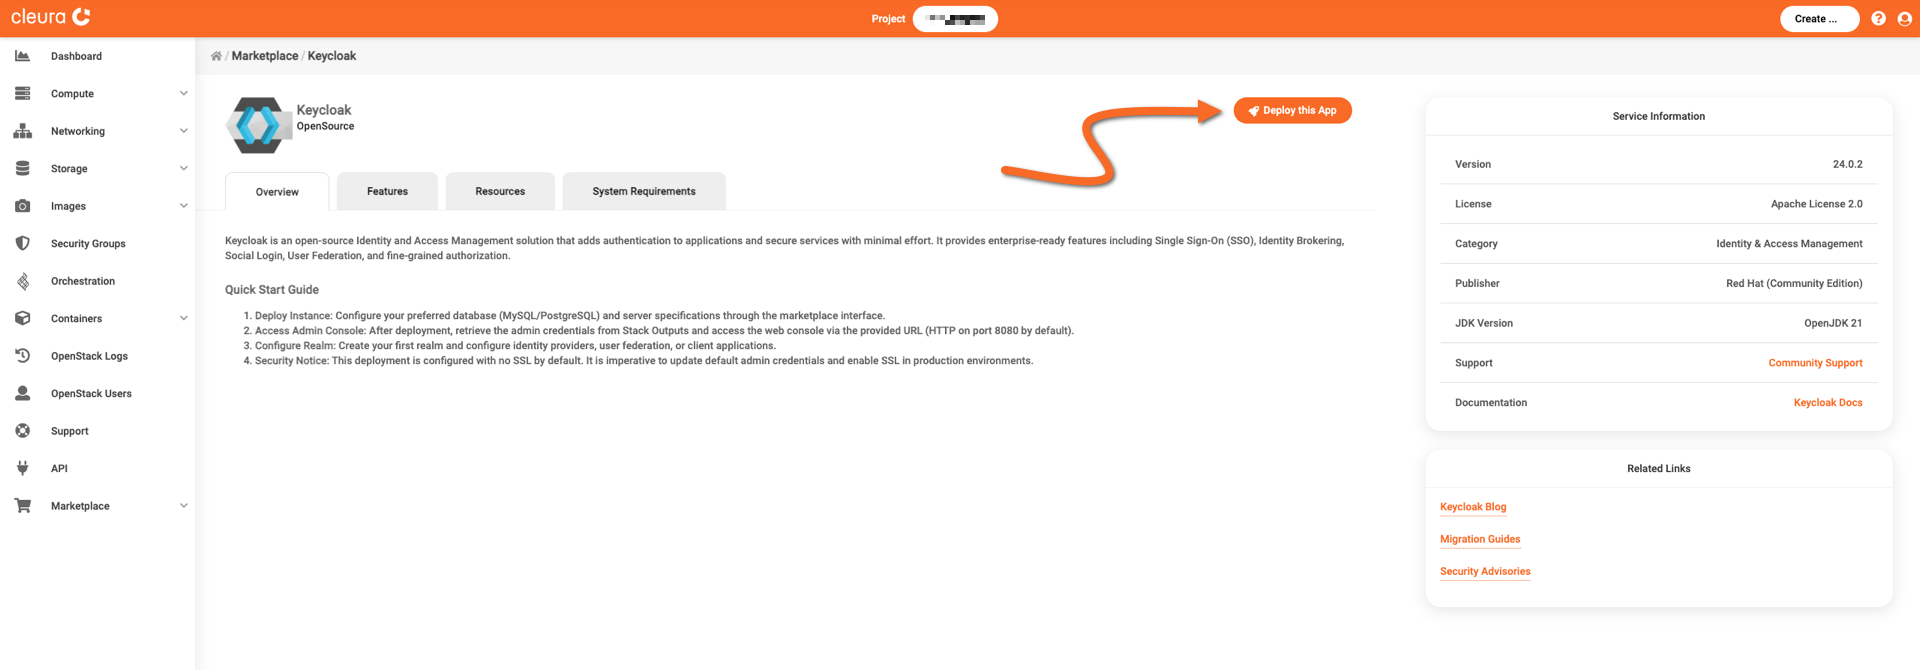 cleura
Project
Create ...
Dashboard
Compute
Networking
Storage
Images
Security Groups
Orchestration
Containers
OpenStack Logs
OpenStack Users
Support
API
Marketplace
/ Marketplace / Keycloak
Keycloak
OpenSource
Deploy this App
Overview
Features
Resources
System Requirements
Keycloak is an open-source Identity and Access Management solution that adds authentication to applications and secure services with minimal effort. It provides enterprise-ready features including Single Sign-On (SSO), Identity Brokering,
Social Login, User Federation, and fine-grained authorization.
Quick Start Guide
1. Deploy Instance: Configure your preferred database (MySQL/PostgreSQL) and server specifications through the marketplace interface.
2. Access Admin Console: After deployment, retrieve the admin credentials from Stack Outputs and access the web console via the provided URL (HTTP on port 8080 by default).
3. Configure Realm: Create your first realm and configure identity providers, user federation, or client applications.
4. Security Notice: This deployment is configured with no SSL by default. It is imperative to update default admin credentials and enable SSL in production environments.
Service Information
Version 24.0.2
License Apache License 2.0
Category Identity & Access Management
Publisher Red Hat (Community Edition)
JDK Version OpenJDK 21
Support Community Support
Documentation Keycloak Docs
Related Links
Keycloak Blog
Migration Guides
Security Advisories